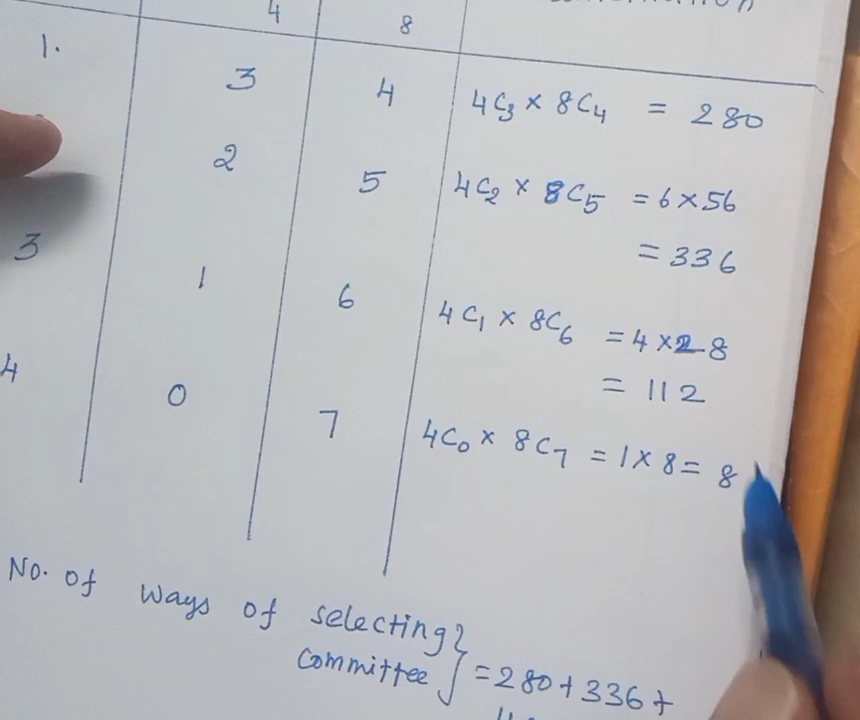 4 8
1. 3 4 4C₃ × 8C₄ = 280
2 5 4C₂ × 8C₅ = 6×56
= 336
3 1 6 4C₁ × 8C₆ = 4×28
= 112
4 0 7 4C₀ × 8C₇ = 1×8 = 8
No. of ways of selecting }
committee } = 280 + 336 +